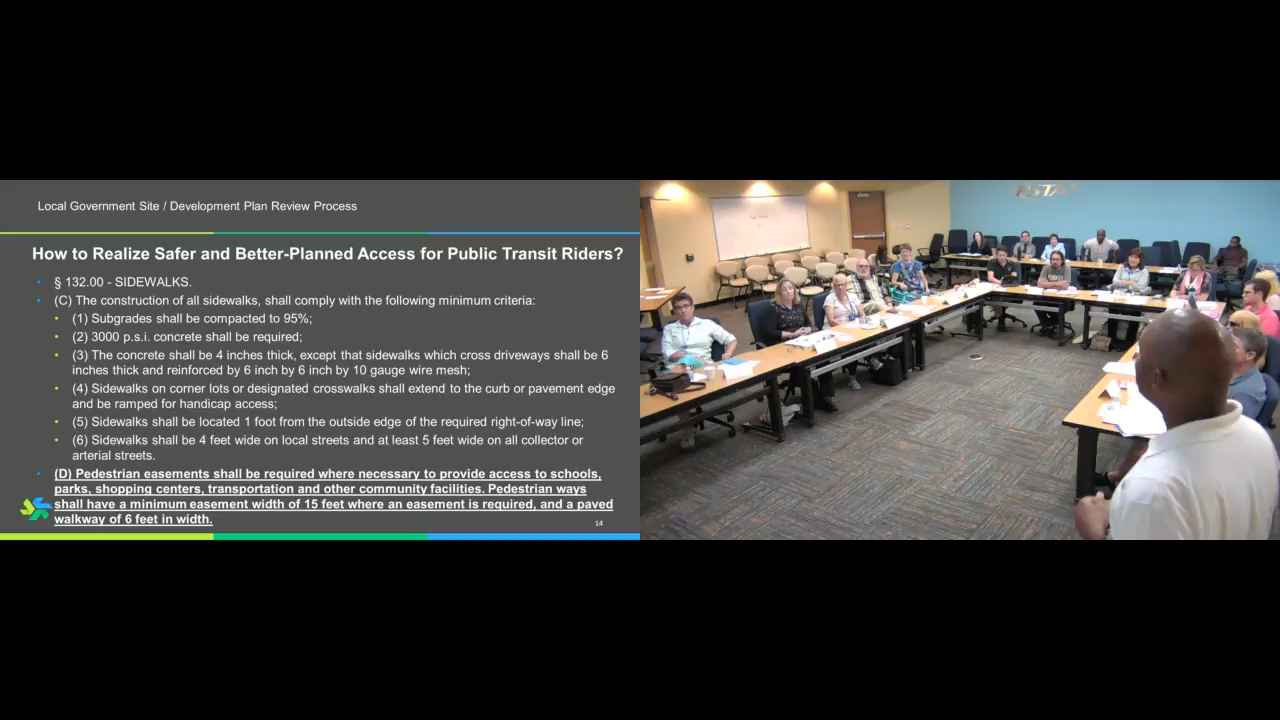 Local Government Site / Development Plan Review Process
How to Realize Safer and Better-Planned Access for Public Transit Riders?
• § 132.00 - SIDEWALKS.
• (C) The construction of all sidewalks, shall comply with the following minimum criteria:
• (1) Subgrades shall be compacted to 95%;
• (2) 3000 p.s.i. concrete shall be required;
• (3) The concrete shall be 4 inches thick, except that sidewalks which cross driveways shall be 6
inches thick and reinforced by 6 inch by 6 inch by 10 gauge wire mesh;
• (4) Sidewalks on corner lots or designated crosswalks shall extend to the curb or pavement edge
and be ramped for handicap access;
• (5) Sidewalks shall be located 1 foot from the outside edge of the required right-of-way line;
• (6) Sidewalks shall be 4 feet wide on local streets and at least 5 feet wide on all collector or
arterial streets.
• (D) Pedestrian easements shall be required where necessary to provide access to schools,
parks, shopping centers, transportation and other community facilities. Pedestrian ways
shall have a minimum easement width of 15 feet where an easement is required, and a paved
walkway of 6 feet in width.
14